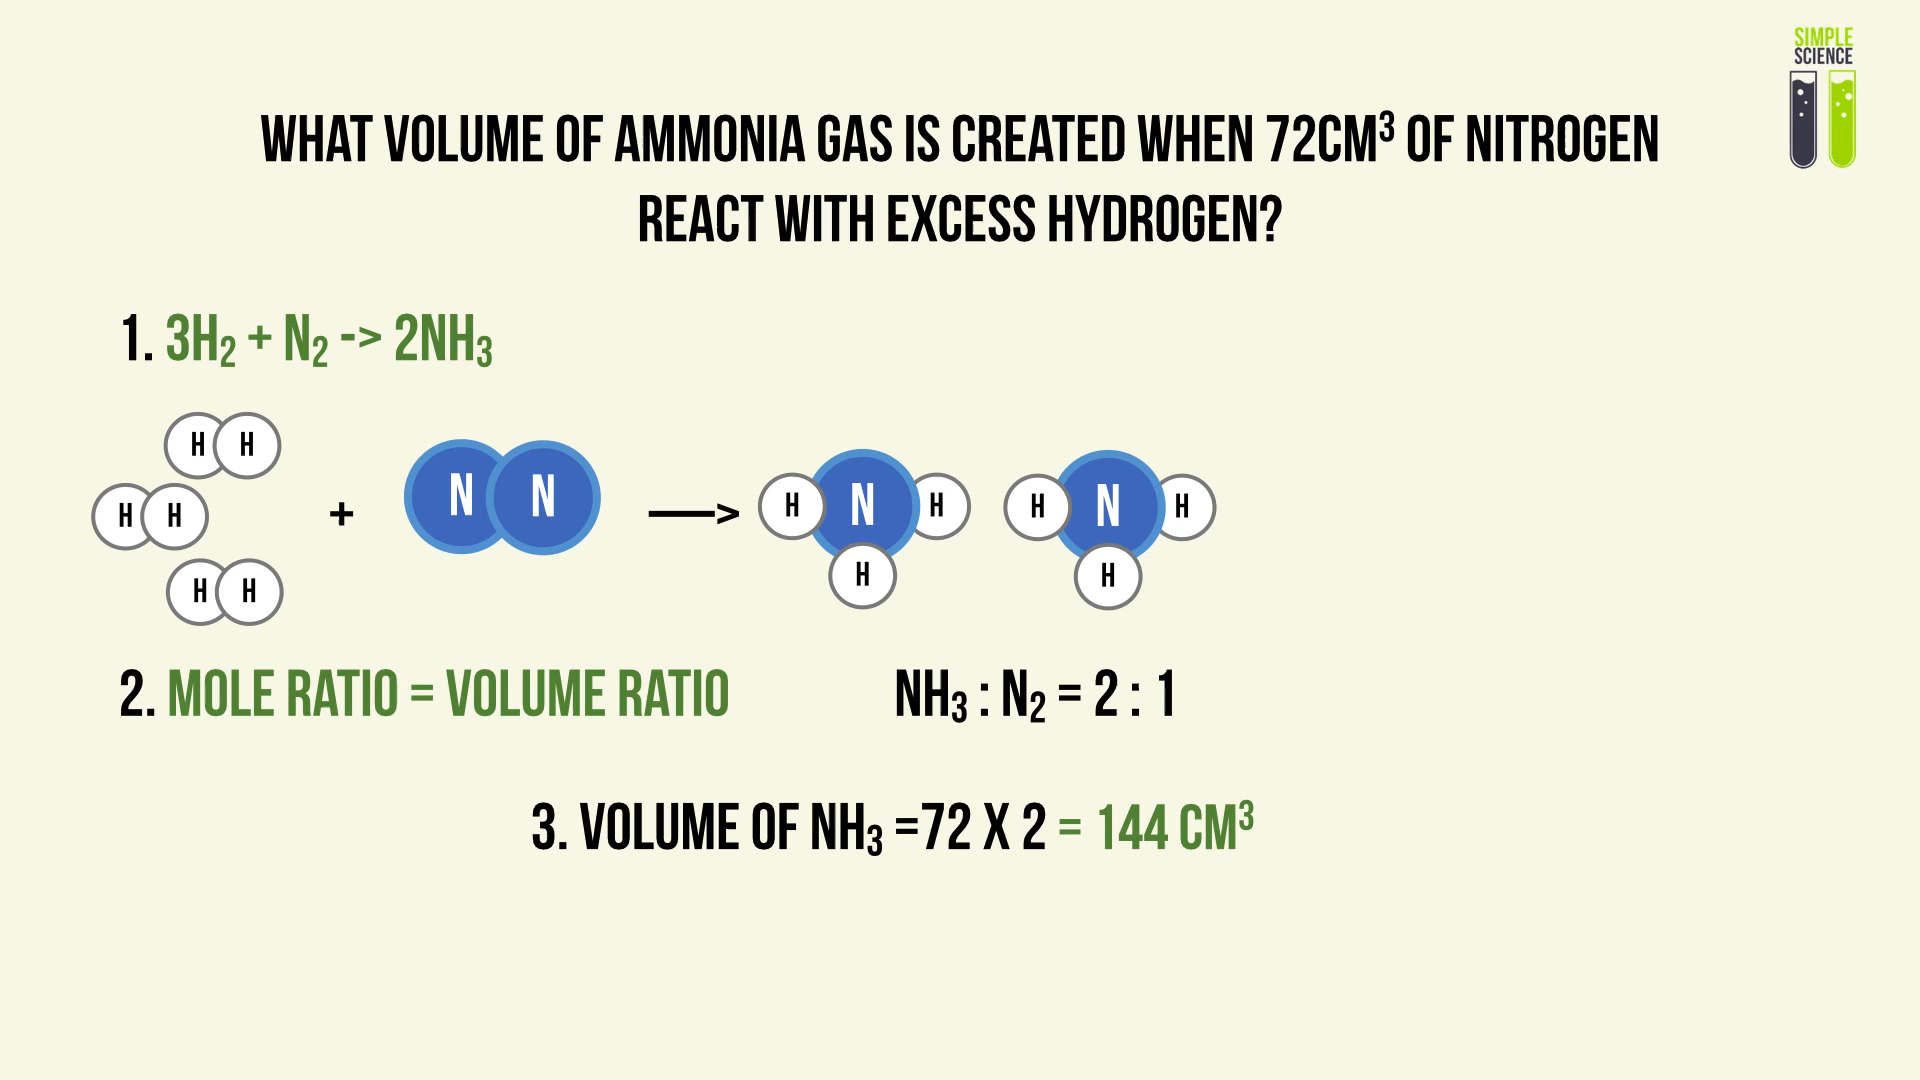 SIMPLE
SCIENCE
WHAT VOLUME OF AMMONIA GAS IS CREATED WHEN 72CM³ OF NITROGEN
REACT WITH EXCESS HYDROGEN?
1. 3H₂ + N₂ -> 2NH₃
H H
H H
H H
+
N N
—>
H N H
H
H N H
H
2. MOLE RATIO = VOLUME RATIO
NH₃ : N₂ = 2 : 1
3. VOLUME OF NH₃ =72 X 2 = 144 CM³